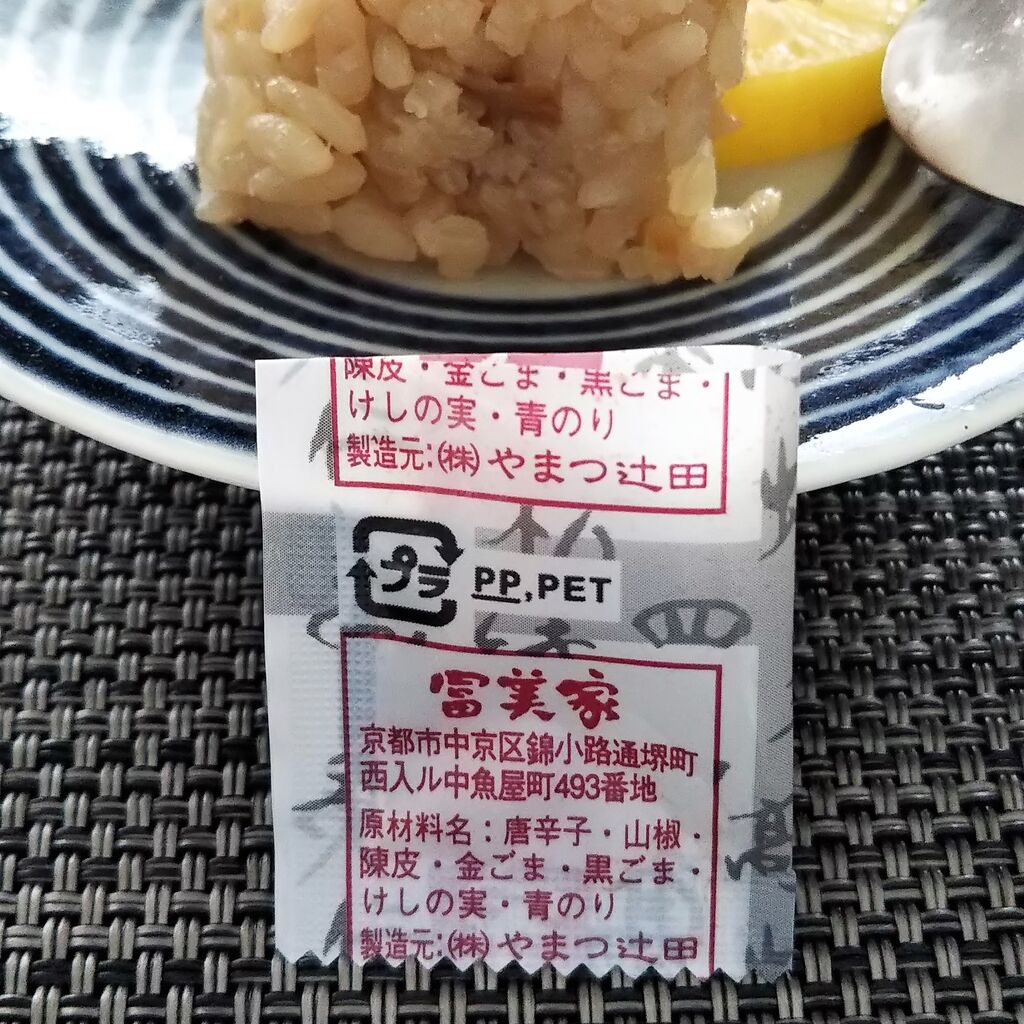 陳皮・金ごま・黒ごま・
けしの実・青のり
製造元:(株)やまつ辻田
プラ
PP,PET
冨美家
京都市中京区錦小路通堺町
西入ル中魚屋町493番地
原材料名:唐辛子・山椒・
陳皮・金ごま・黒ごま・
けしの実・青のり
製造元:(株)やまつ辻田